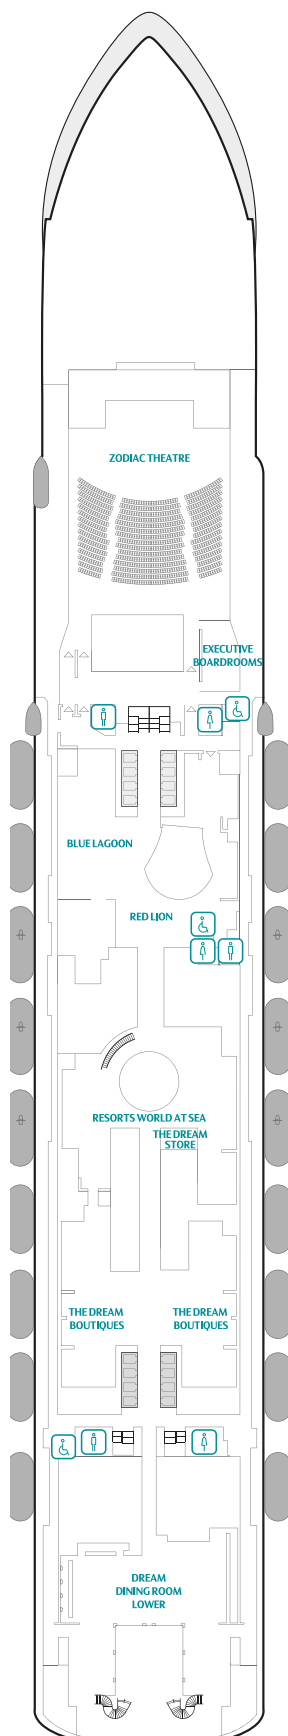 ZODIAC THEATRE
EXECUTIVE
BOARDROOMS
BLUE LAGOON
RED LION
RESORTS WORLD AT SEA
THE DREAM
STORE
THE DREAM
BOUTIQUES
THE DREAM
BOUTIQUES
DREAM
DINING ROOM
LOWER